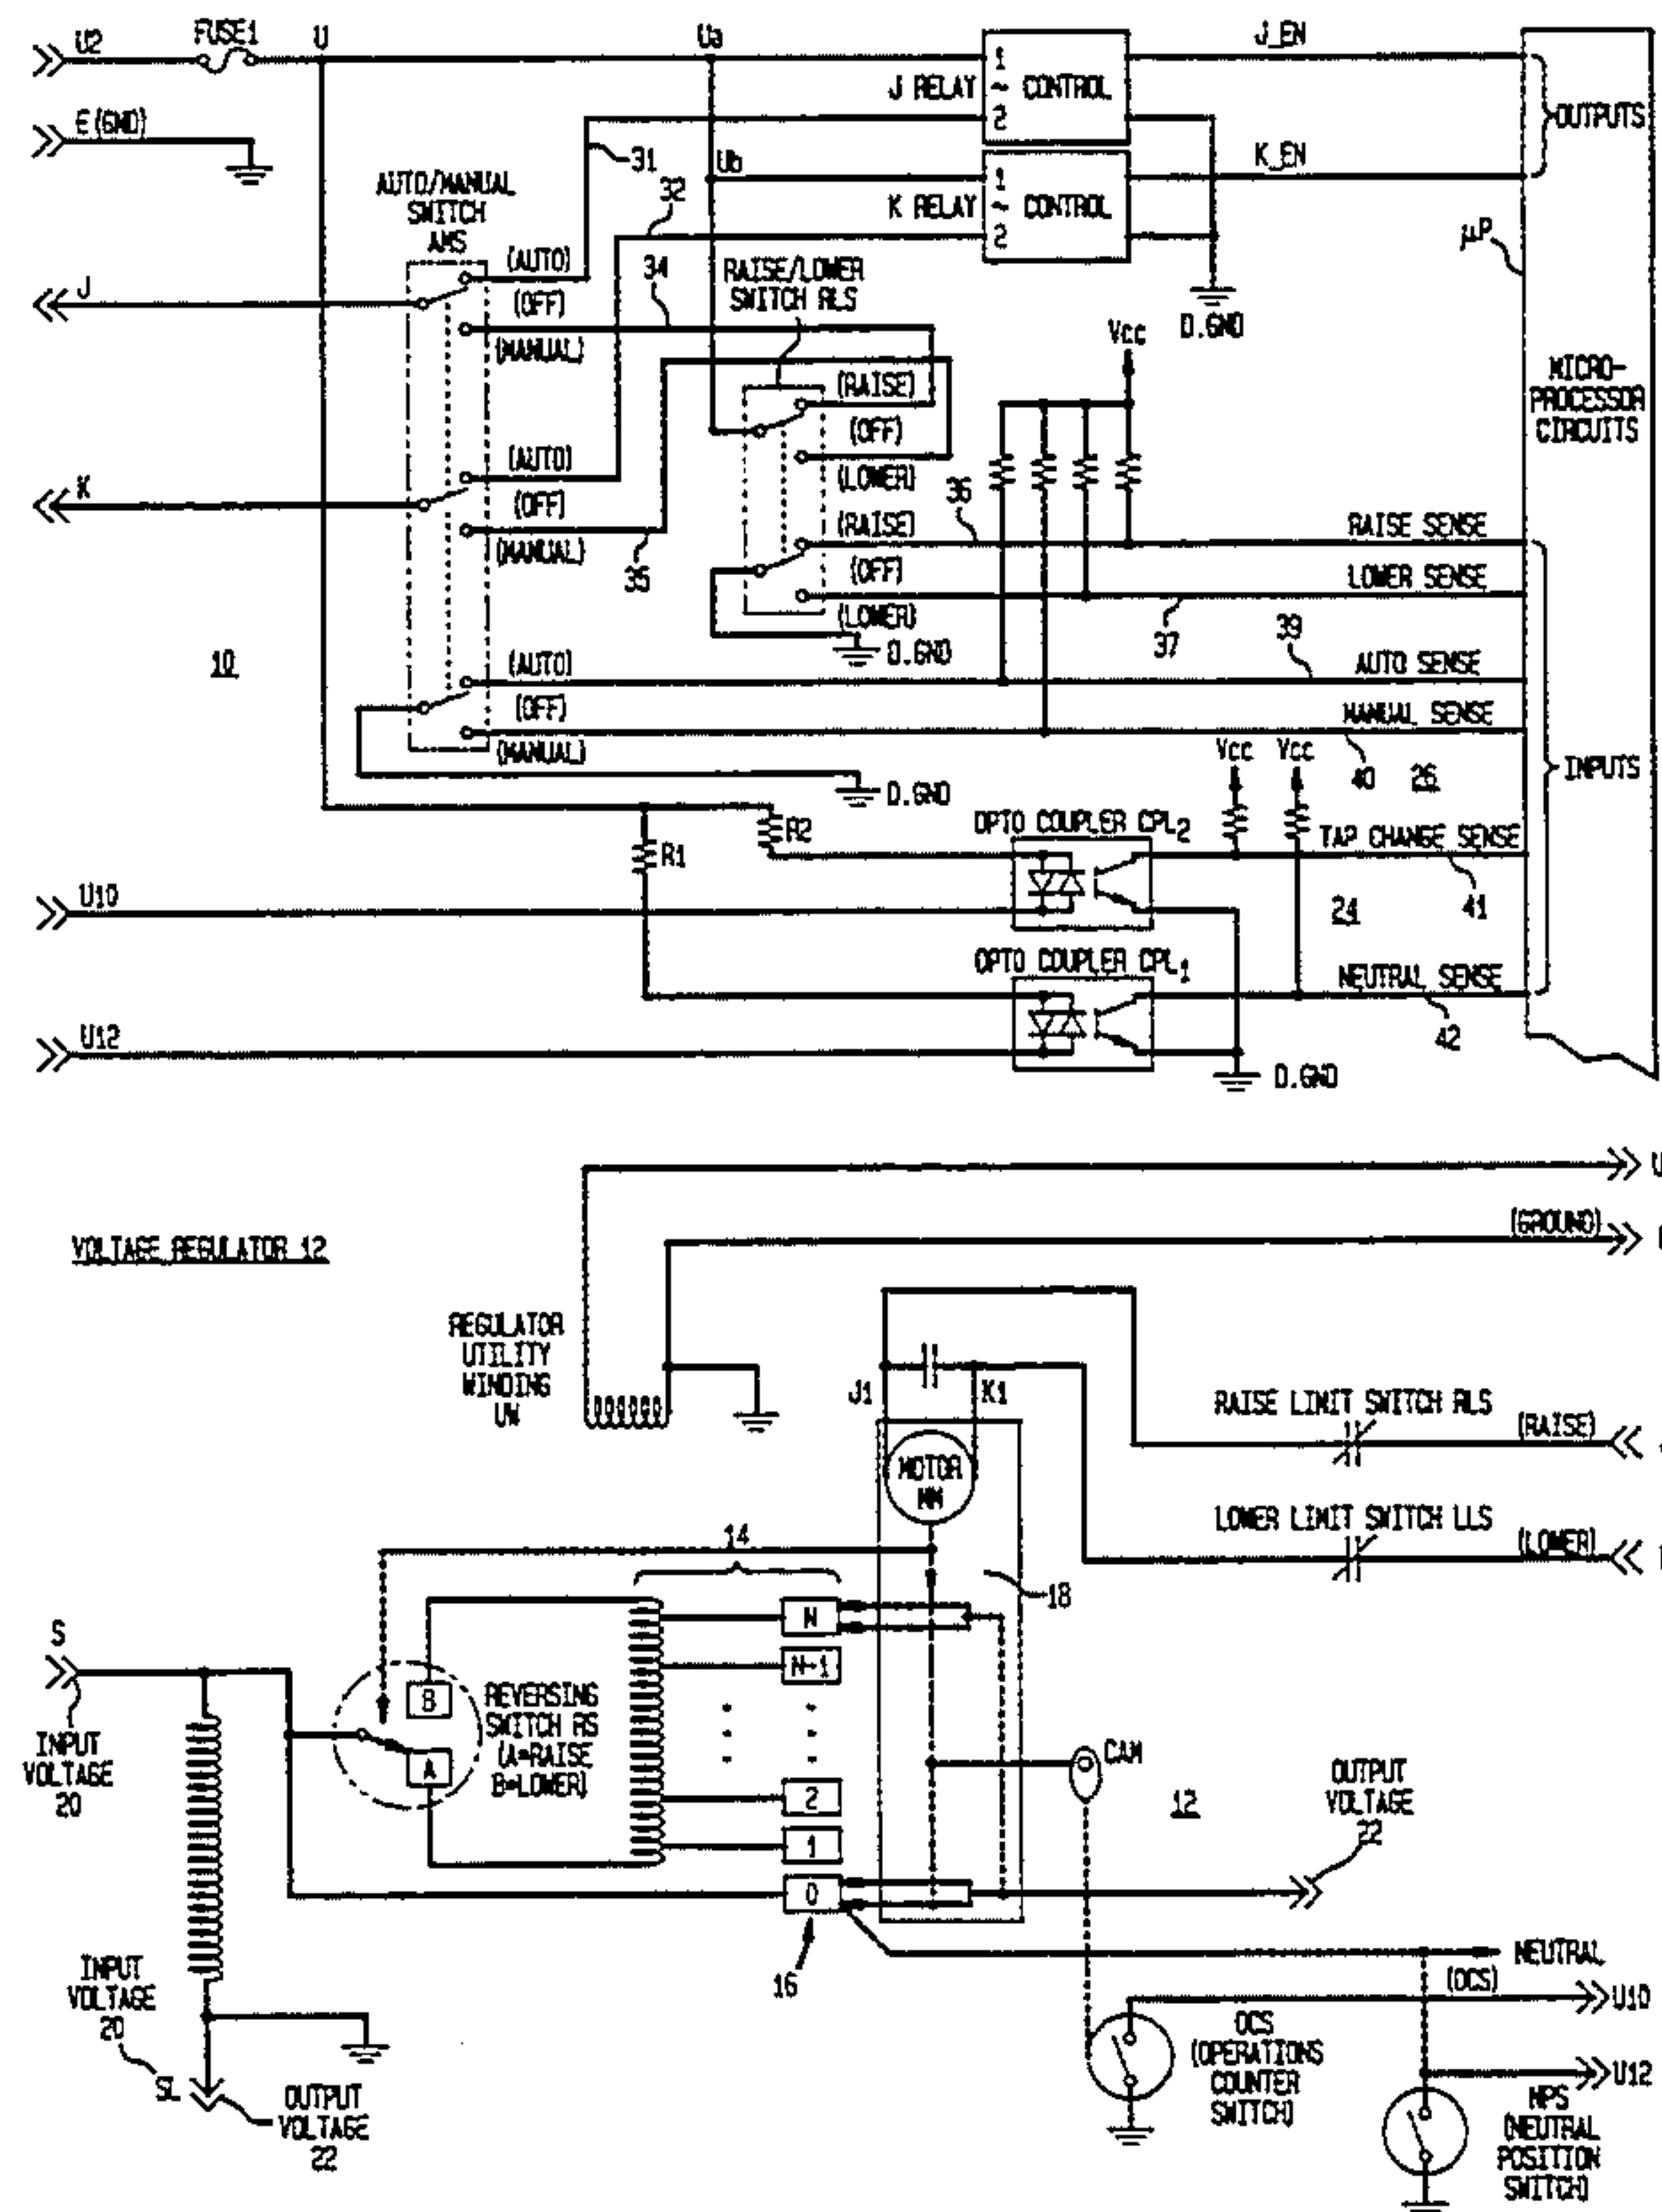 U2
FUSE1
U
Ua
J_EN
1
J RELAY ~ CONTROL
2
OUTPUTS
E (GND)
31
Ub
K_EN
1
K RELAY ~ CONTROL
2
AUTO/MANUAL
SWITCH
AMS
32
µP
(AUTO)
34
RAISE/LOWER
SWITCH RLS
J
(OFF)
D.GND
Vcc
(MANUAL)
MICRO-
PROCESSOR
CIRCUITS
(RAISE)
(OFF)
(AUTO)
(LOWER)
K
(OFF)
36
(RAISE)
RAISE SENSE
(MANUAL)
35
(OFF)
LOWER SENSE
(LOWER)
37
39
10
(AUTO)
D.GND
AUTO SENSE
(OFF)
MANUAL SENSE
(MANUAL)
Vcc
Vcc
40
26
INPUTS
D.GND
R2
OPTO COUPLER CPL2
TAP CHANGE SENSE
R1
U10
24
41
OPTO COUPLER CPL1
NEUTRAL SENSE
U12
42
D.GND
U
VOLTAGE REGULATOR 12
(GROUND)
REGULATOR
UTILITY
WINDING
UW
J1
K1
RAISE LIMIT SWITCH RLS
(RAISE)
MOTOR
MM
LOWER LIMIT SWITCH LLS
(LOWER)
14
18
S
N
N-1
B
REVERSING
SWITCH RS
(A=RAISE
B=LOWER)
A
INPUT
VOLTAGE
20
CAM
2
12
OUTPUT
VOLTAGE
22
1
0
16
NEUTRAL
INPUT
VOLTAGE
20
(OCS)
U10
OCS
(OPERATIONS
COUNTER
SWITCH)
U12
SL
OUTPUT
VOLTAGE
22
NPS
(NEUTRAL
POSITION
SWITCH)